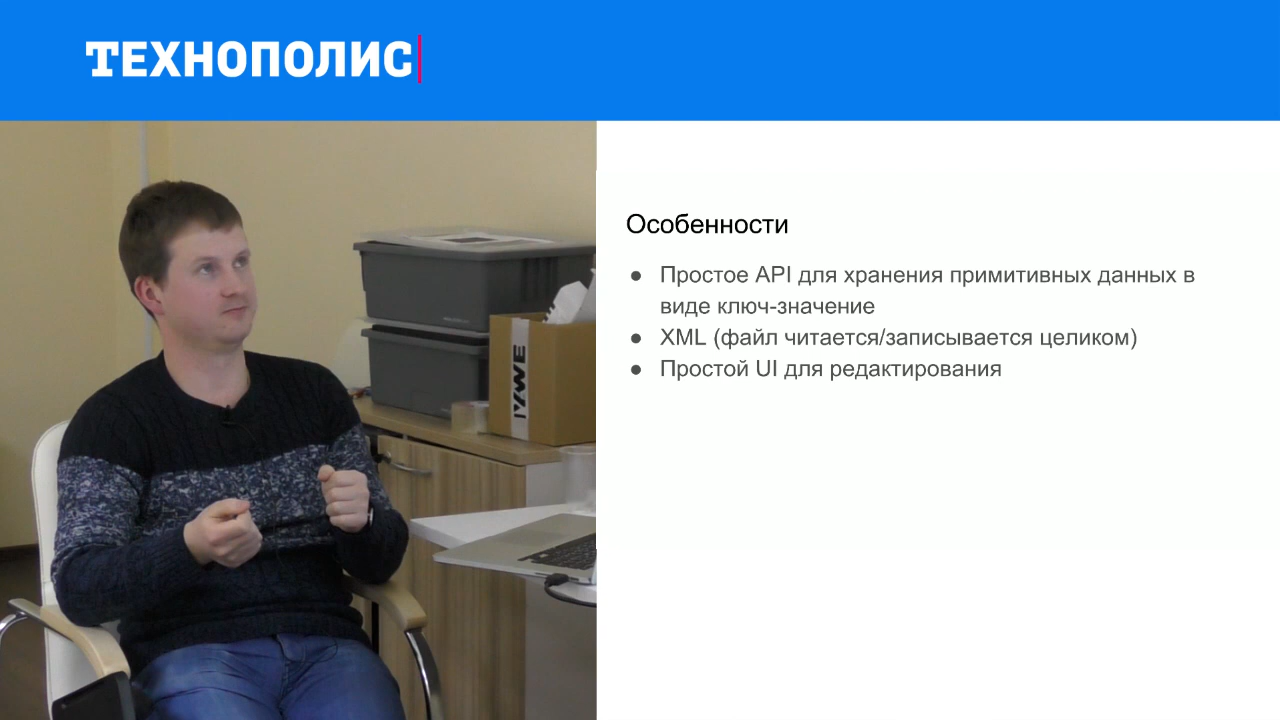 ТЕХНОПОЛИС
Особенности
● Простое API для хранения примитивных данных в
виде ключ-значение
● XML (файл читается/записывается целиком)
● Простой UI для редактирования